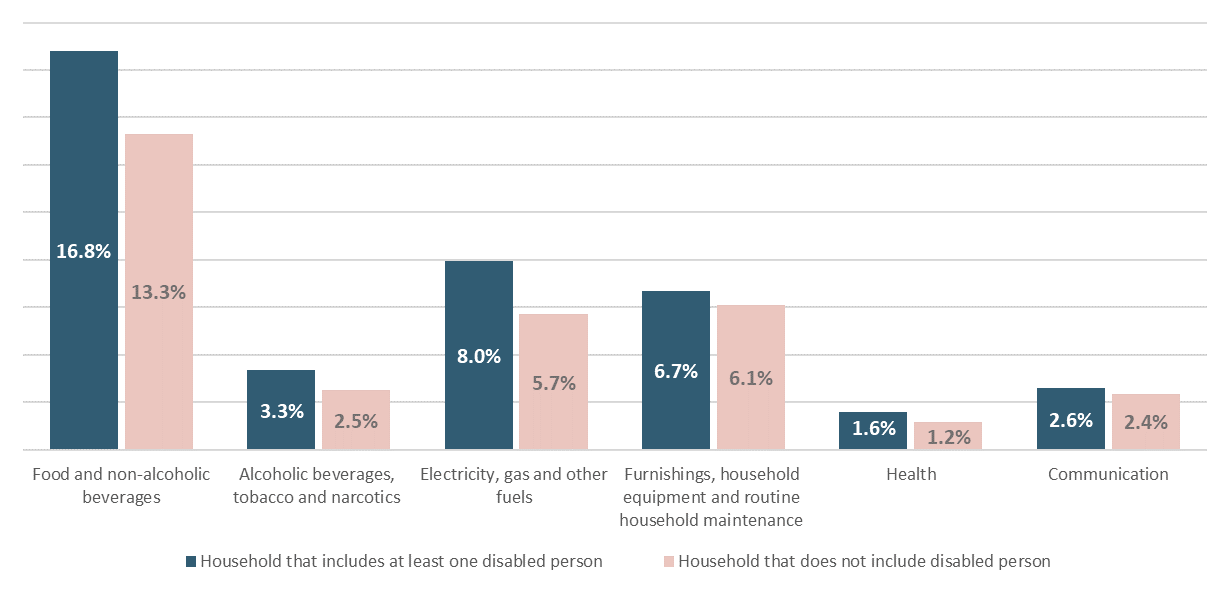 16.8%
13.3%
3.3%
2.5%
8.0%
5.7%
6.7%
6.1%
1.6%
1.2%
2.6%
2.4%
Food and non-alcoholic
beverages
Alcoholic beverages,
tobacco and narcotics
Electricity, gas and other
fuels
Furnishings, household
equipment and routine
household maintenance
Health
Communication
Household that includes at least one disabled person
Household that does not include disabled person